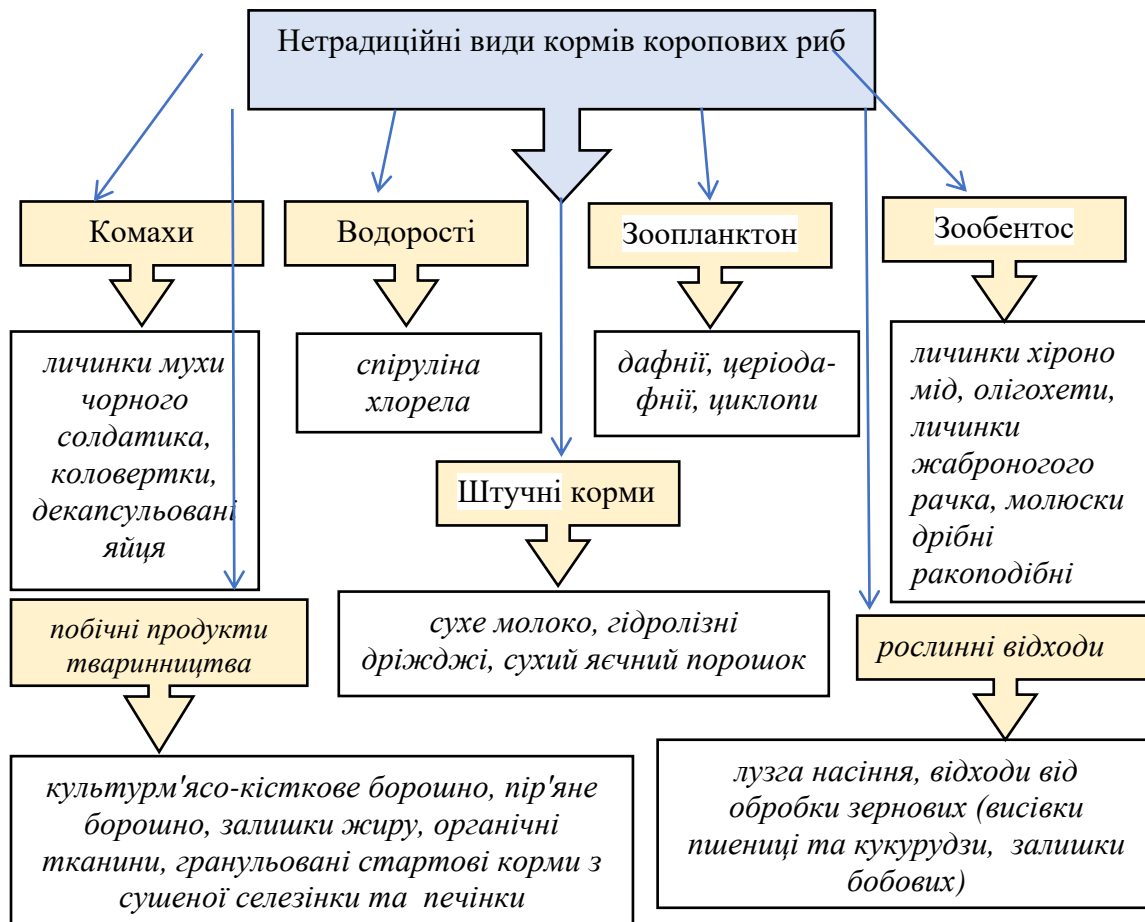 Нетрадиційні види кормів коропових риб
Комахи
Водорості
Зоопланктон
Зообентос
личинки мухи
чорного
солдатика,
коловертки,
декапсульовані
яйця
спіруліна
хлорела
дафнії, церіода-
фнії, циклопи
личинки хіроно
мід, олігохети,
личинки
жаброногого
рачка, молюски
дрібні
ракоподібні
Штучні корми
сухе молоко, гідролізні
дріжджі, сухий яєчний порошок
побічні продукти
тваринництва
рослинні відходи
культурм'ясо-кісткове борошно, пір'яне
борошно, залишки жиру, органічні
тканини, гранульовані стартові корми з
сушеної селезінки та печінки
лузга насіння, відходи від
обробки зернових (висівки
пшениці та кукурудзи, залишки
бобових)